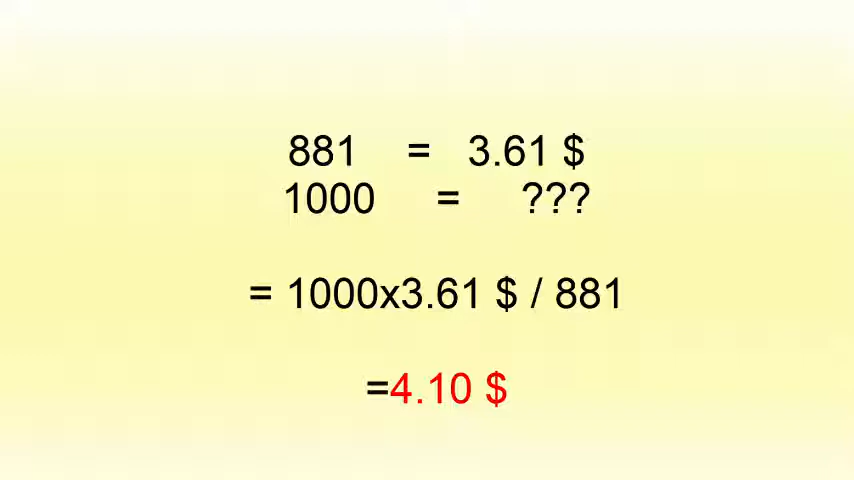 881 = 3.61 $
1000 = ???
= 1000x3.61 $ / 881
=4.10 $